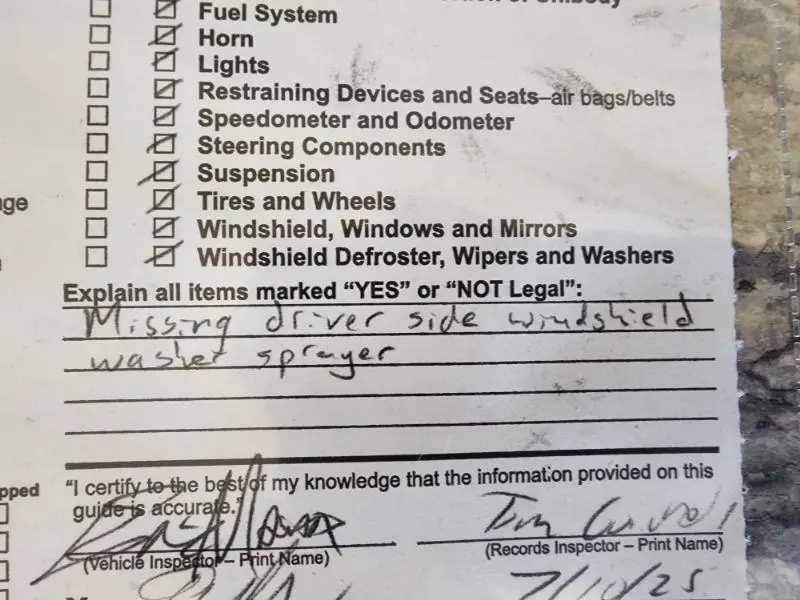 Fuel System
Horn
Lights
Restraining Devices and Seats–air bags/belts
Speedometer and Odometer
Steering Components
Suspension
Tires and Wheels
Windshield, Windows and Mirrors
Windshield Defroster, Wipers and Washers
Explain all items marked “YES” or “NOT Legal”:
Missing driver side windshield
washer sprayer
pped
“I certify to the best of my knowledge that the information provided on this
guide is accurate.”
(Vehicle Inspector – Print Name)
(Records Inspector – Print Name)
7/10/25